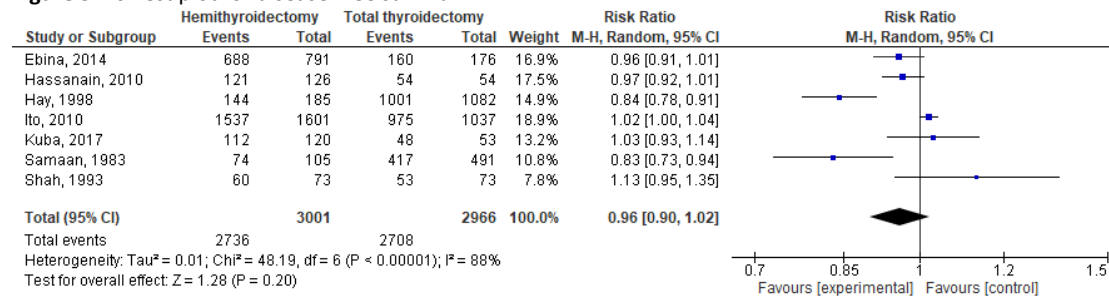 Hemithyroidectomy Total thyroidectomy Risk Ratio Risk Ratio
Study or Subgroup Events Total Events Total Weight M-H, Random, 95% CI M-H, Random, 95% CI
Ebina, 2014 688 791 160 176 16.9% 0.96 [0.91, 1.01]
Hassanain, 2010 121 126 54 54 17.5% 0.97 [0.92, 1.01]
Hay, 1998 144 185 1001 1082 14.9% 0.84 [0.78, 0.91]
Ito, 2010 1537 1601 975 1037 18.9% 1.02 [1.00, 1.04]
Kuba, 2017 112 120 48 53 13.2% 1.03 [0.93, 1.14]
Samaan, 1983 74 105 417 491 10.8% 0.83 [0.73, 0.94]
Shah, 1993 60 73 53 73 7.8% 1.13 [0.95, 1.35]
Total (95% CI) 3001 2966 100.0% 0.96 [0.90, 1.02]
Total events 2736 2708
Heterogeneity: Tau² = 0.01; Chi² = 48.19, df = 6 (P < 0.00001); I² = 88%
Test for overall effect: Z = 1.28 (P = 0.20)
0.7 0.85 1 1.2 1.5
Favours [experimental] Favours [control]